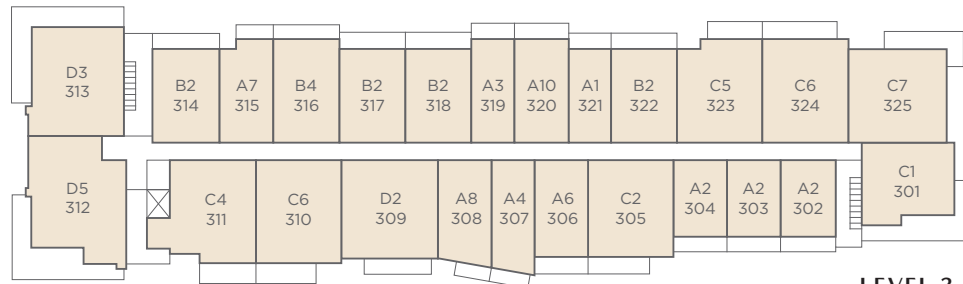 D3
313
B2
314
A7
315
B4
316
B2
317
B2
318
A3
319
A10
320
A1
321
B2
322
C5
323
C6
324
C7
325
D5
312
C4
311
C6
310
D2
309
A8
308
A4
307
A6
306
C2
305
A2
304
A2
303
A2
302
C1
301
LEVEL 3